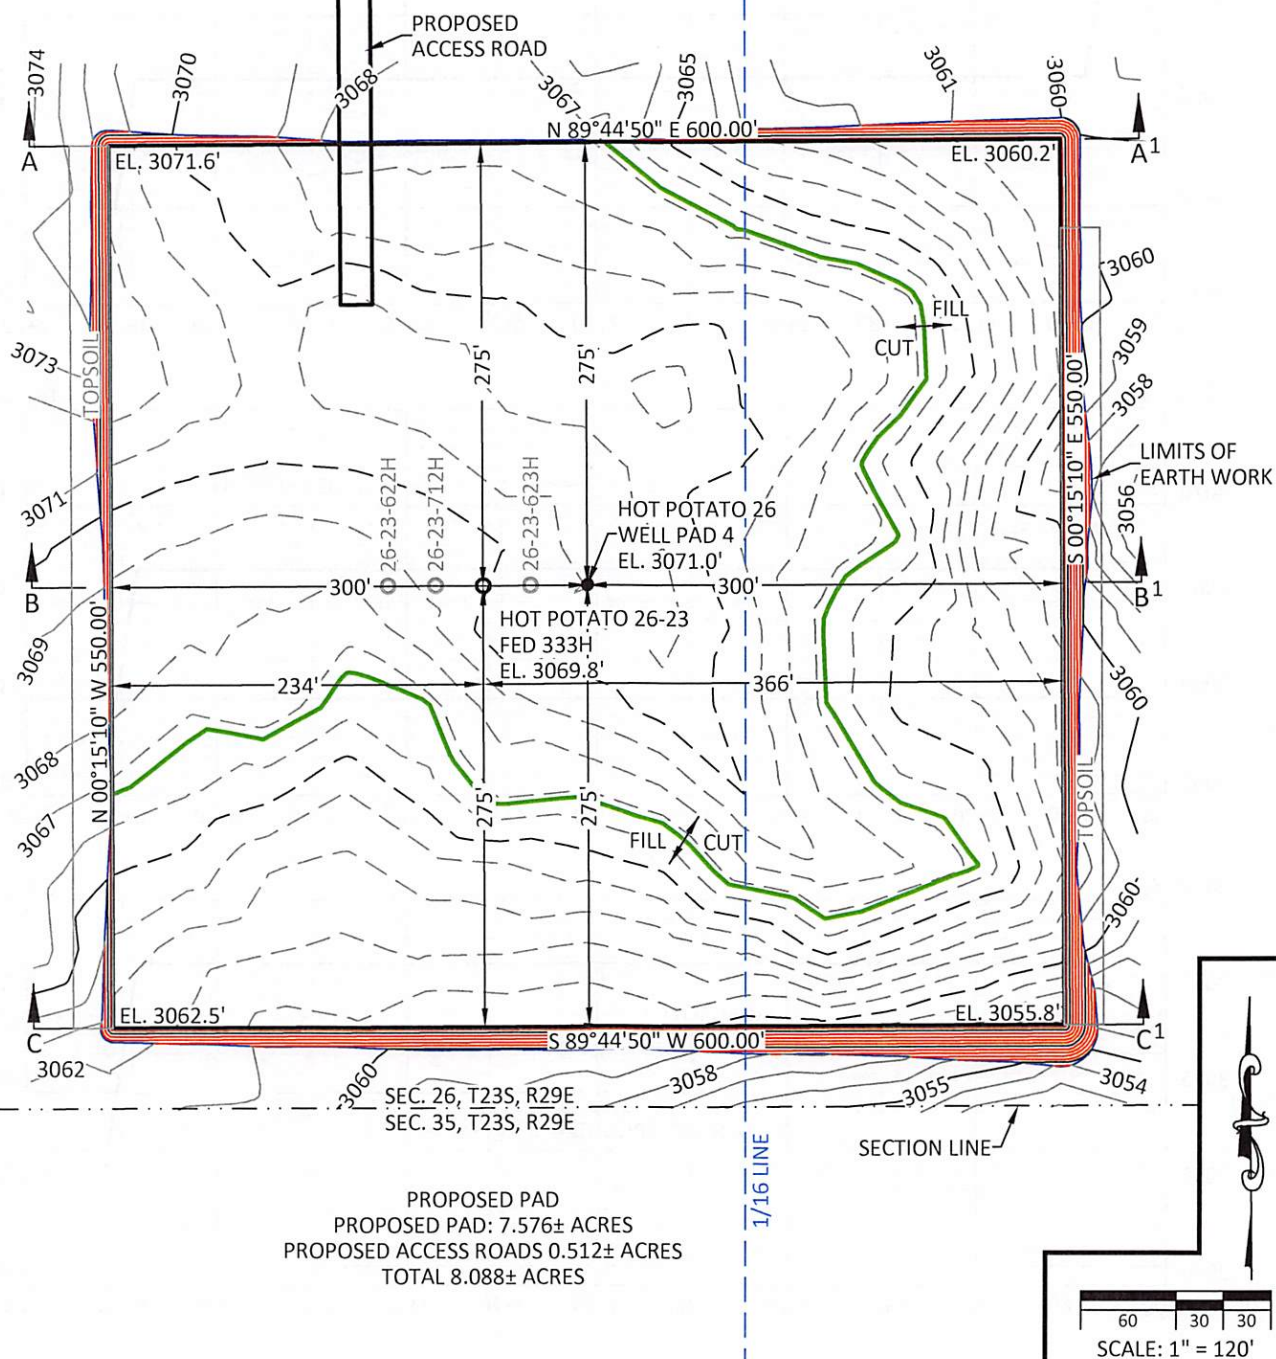 PROPOSED
ACCESS ROAD
3074
3070
3068
3067
3065
3061
3060
N 89°44'50" E 600.00'
A
A1
EL. 3071.6'
EL. 3060.2'
3060
FILL
CUT
3059
3073
TOPSOIL
275'
275'
3058
S 00°15'10" E 550.00'
LIMITS OF
EARTH WORK
3071
26-23-622H
26-23-712H
26-23-623H
HOT POTATO 26
WELL PAD 4
EL. 3071.0'
3056
B
300'
300'
B1
HOT POTATO 26-23
FED 333H
EL. 3069.8'
N 00°15'10" W 550.00'
3069
234'
366'
3060
3068
3067
275'
275'
TOPSOIL
FILL
CUT
3060
EL. 3062.5'
EL. 3055.8'
C
S 89°44'50" W 600.00'
C1
3062
3060
3058
3055
3054
SEC. 26, T23S, R29E
SEC. 35, T23S, R29E
SECTION LINE
1/16 LINE
PROPOSED PAD
PROPOSED PAD: 7.576± ACRES
PROPOSED ACCESS ROADS 0.512± ACRES
TOTAL 8.088± ACRES
60 30 30
SCALE: 1" = 120'